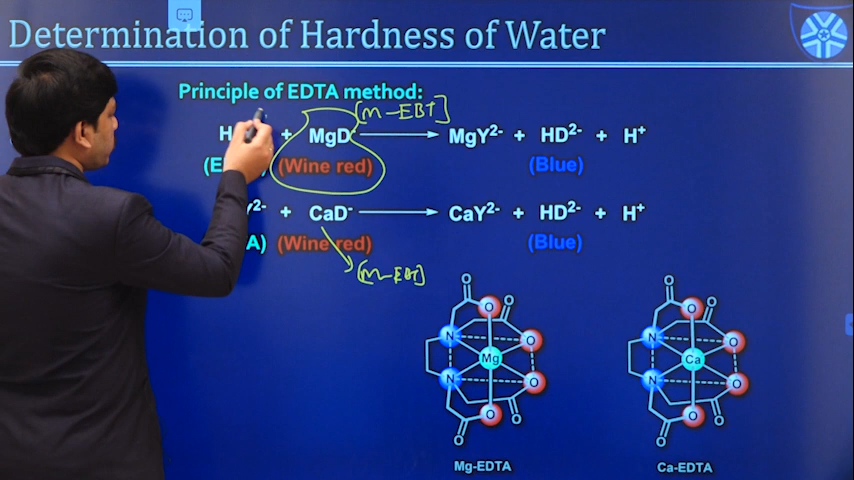 Determination of Hardness of Water
Principle of EDTA method:
[M-EBT]
+ MgD⁻ → MgY²⁻ + HD²⁻ + H⁺
(Wine red) (Blue)
Y²⁻ + CaD⁻ → CaY²⁻ + HD²⁻ + H⁺
A) (Wine red) (Blue)
[M-EBT]
O O
O
N O
Mg
N O
O
O O
O O
O
N O
Ca
N O
O
O O
Mg-EDTA Ca-EDTA